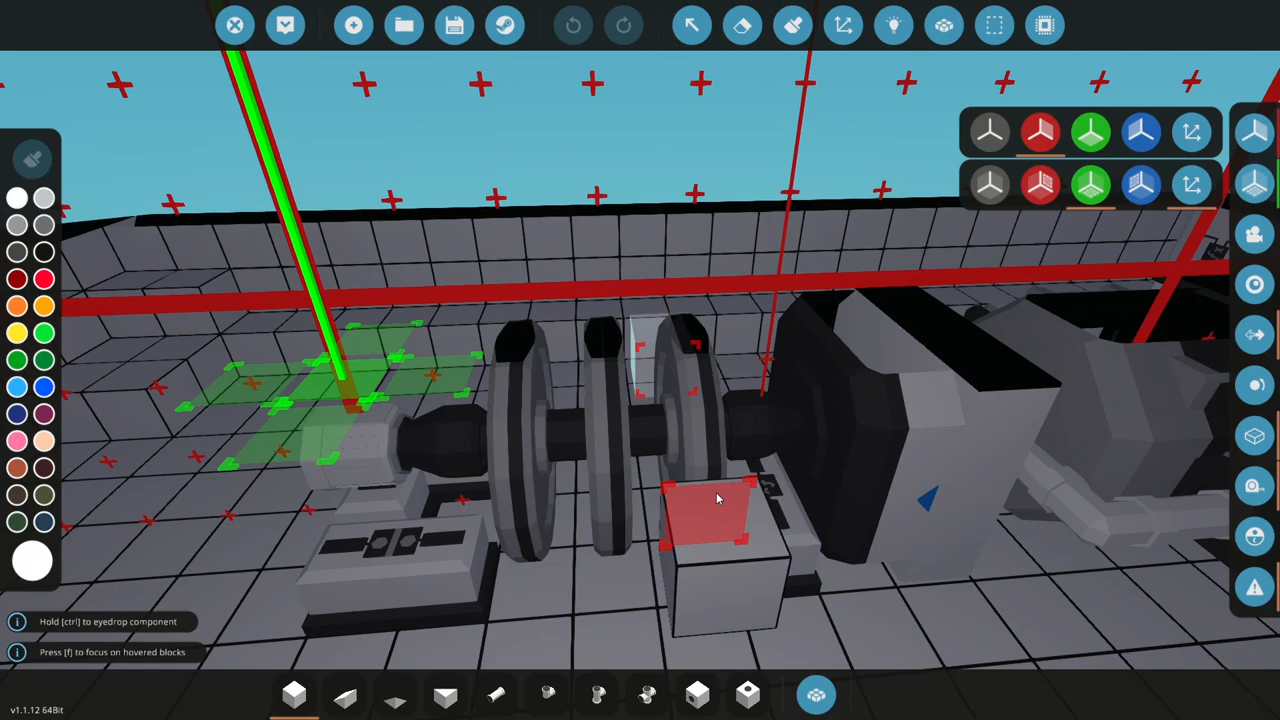 Hold [ctrl] to eyedrop component
Press [f] to focus on hovered blocks
v1.1.12 64Bit